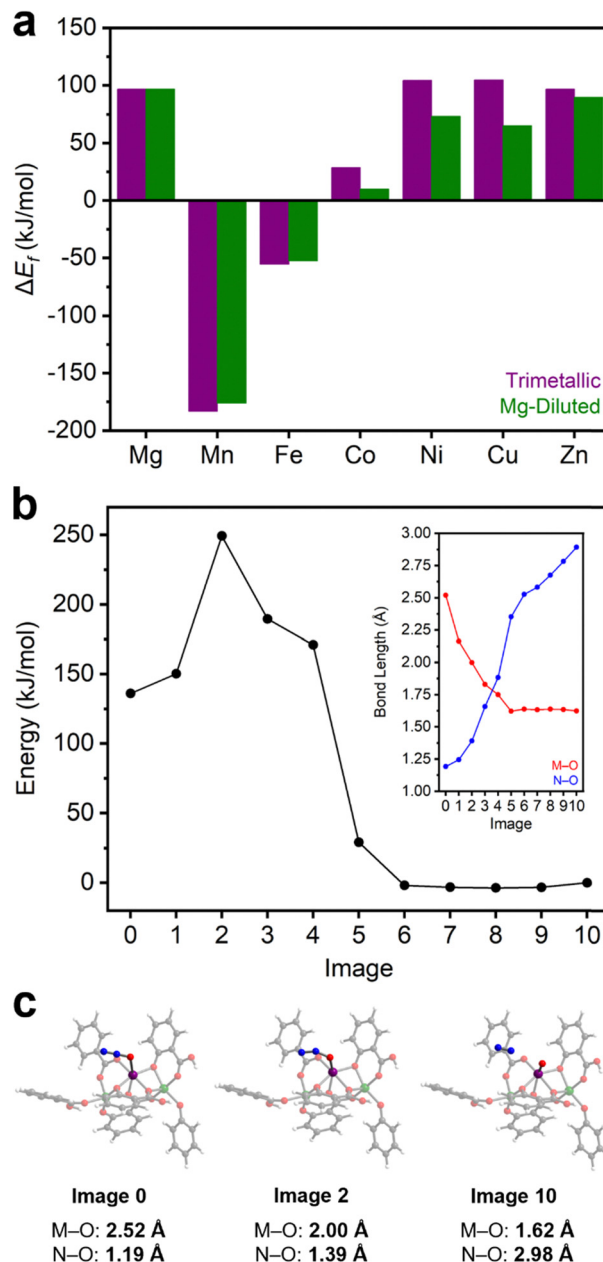 a
150
100
50
0
-50
-100
-150
-200
ΔEf (kJ/mol)
Trimetallic
Mg-Diluted
Mg Mn Fe Co Ni Cu Zn
b
250
200
150
100
50
0
Energy (kJ/mol)
0 1 2 3 4 5 6 7 8 9 10
Image
3.00
2.75
2.50
2.25
2.00
1.75
1.50
1.25
1.00
Bond Length (Å)
M–O
N–O
0 1 2 3 4 5 6 7 8 9 10
Image
c
Image 0 Image 2 Image 10
M–O: 2.52 Å M–O: 2.00 Å M–O: 1.62 Å
N–O: 1.19 Å N–O: 1.39 Å N–O: 2.98 Å